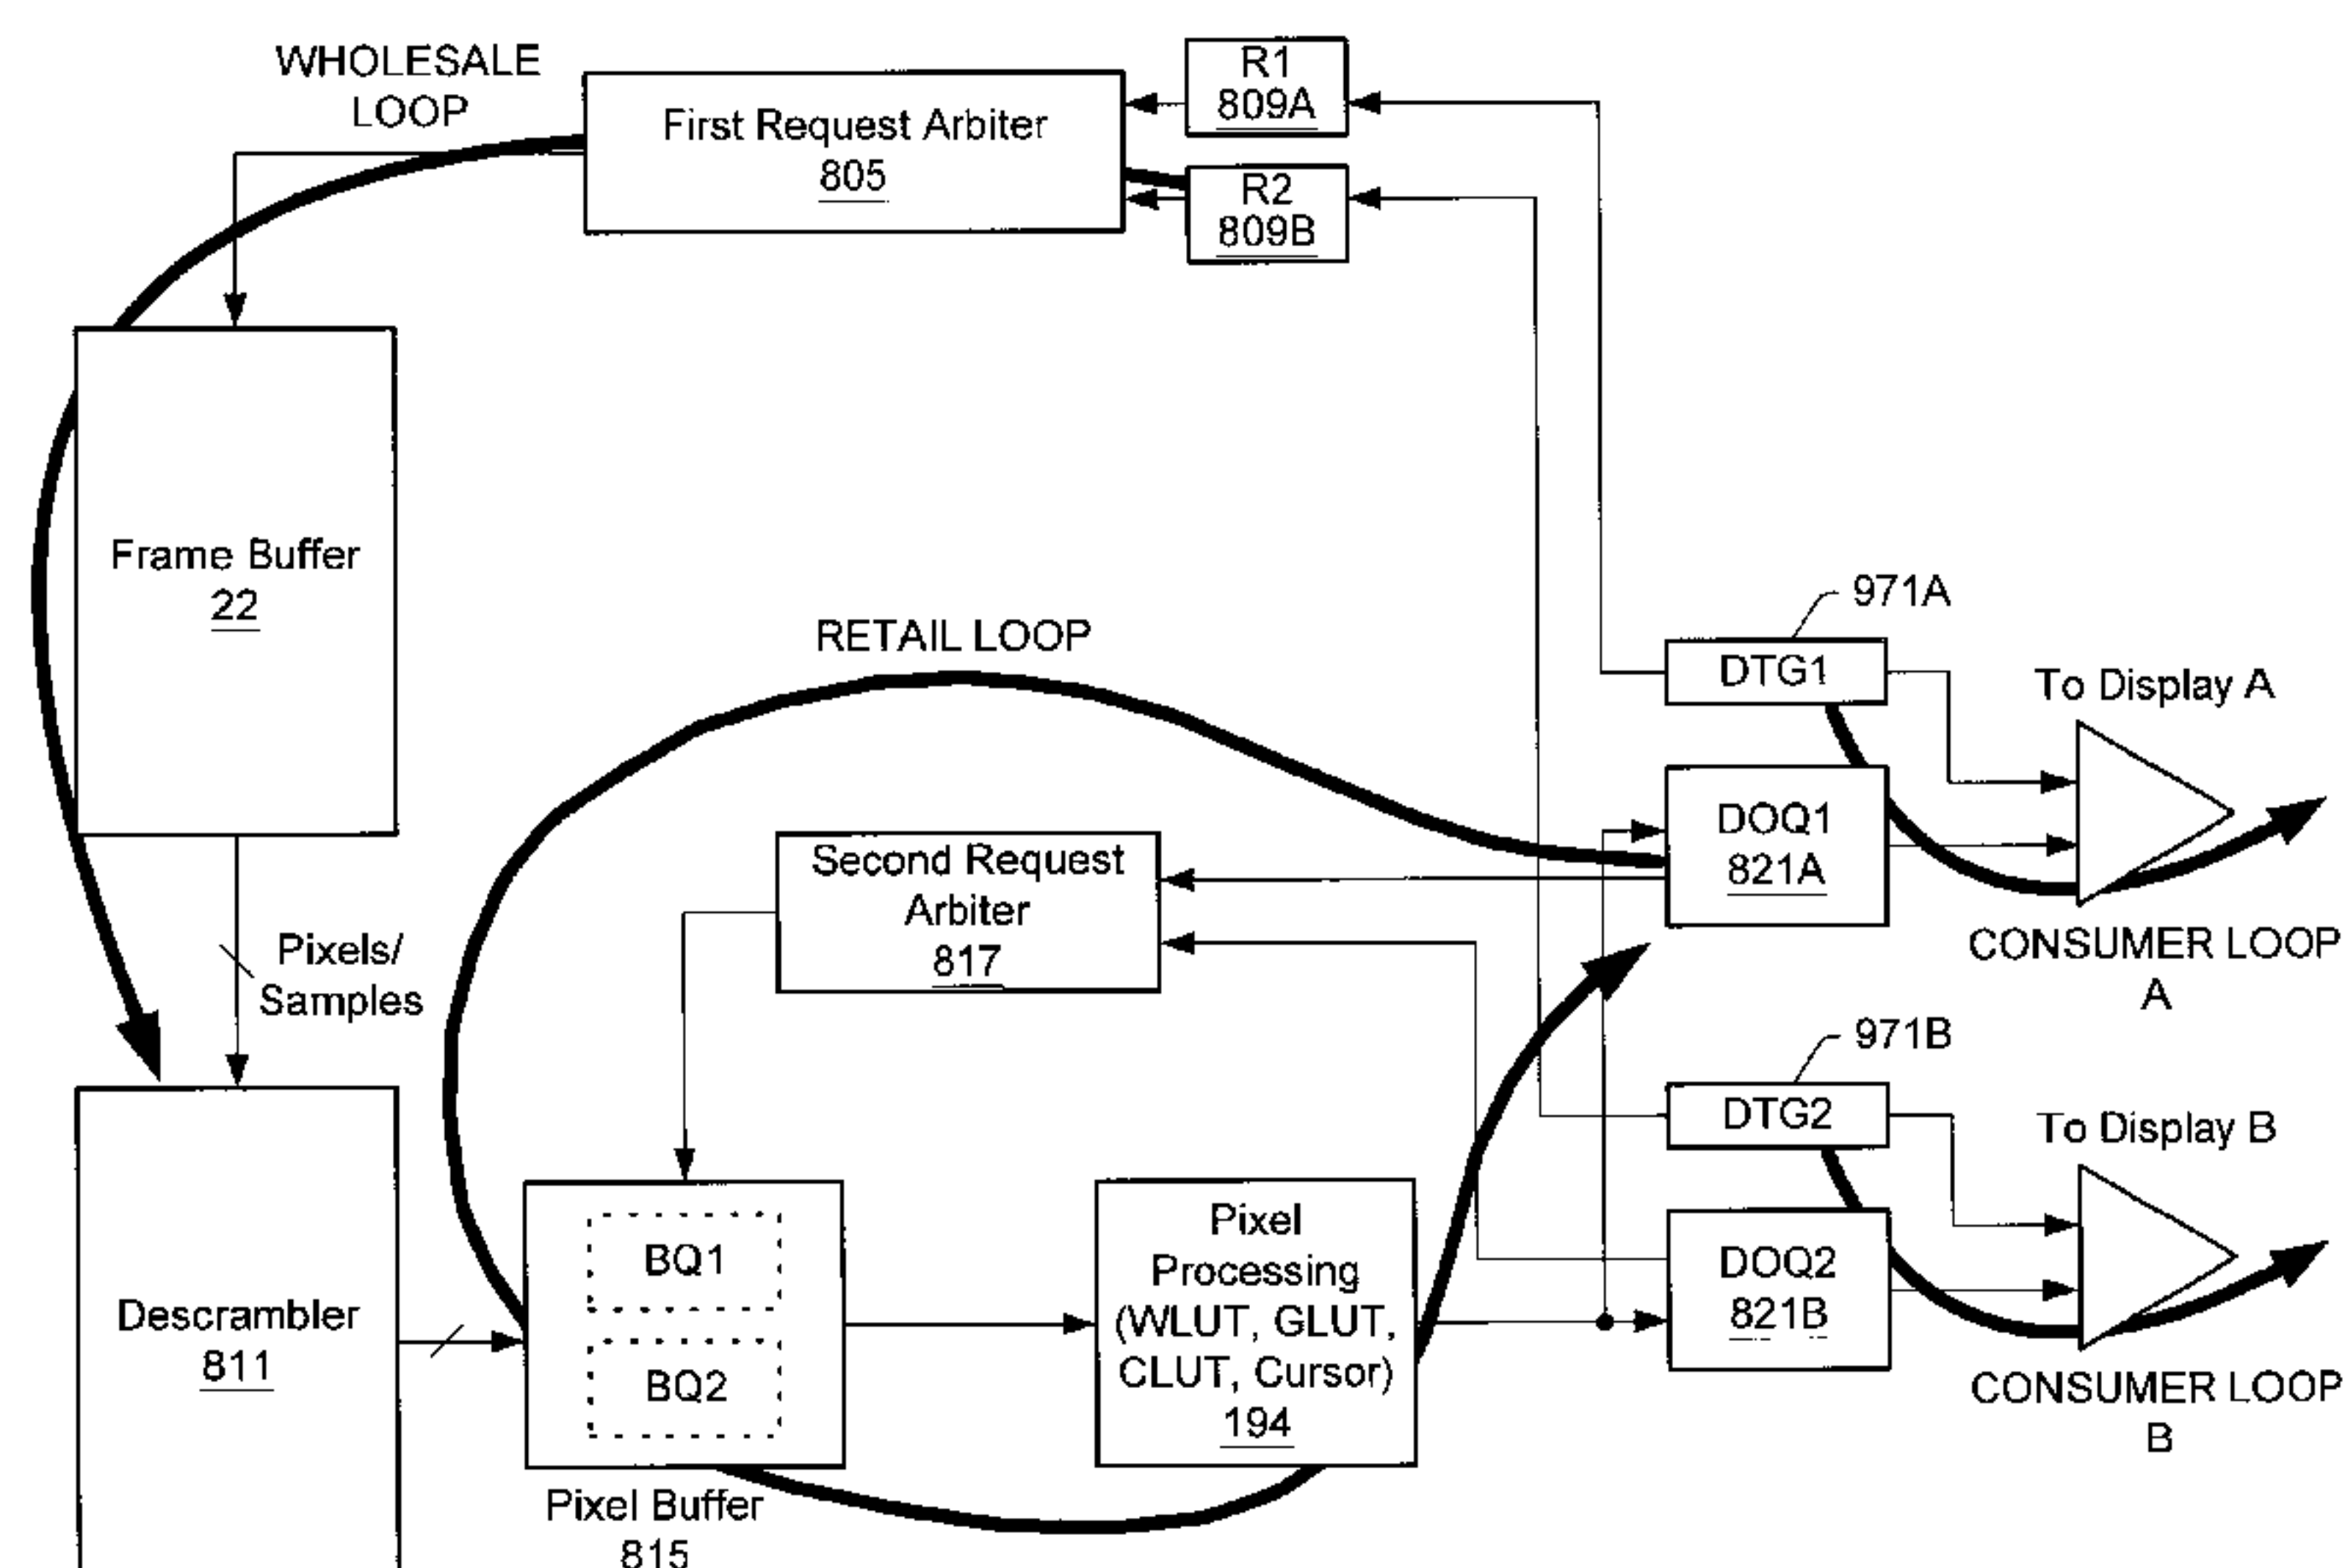 WHOLESALE
LOOP
First Request Arbiter
805
R1
809A
R2
809B
Frame Buffer
22
RETAIL LOOP
971A
DTG1
To Display A
DOQ1
821A
Second Request
Arbiter
817
CONSUMER LOOP
A
Pixels/
Samples
971B
DTG2
To Display B
DOQ2
821B
CONSUMER LOOP
B
Descrambler
811
BQ1
BQ2
Pixel Buffer
815
Pixel
Processing
(WLUT, GLUT,
CLUT, Cursor)
194